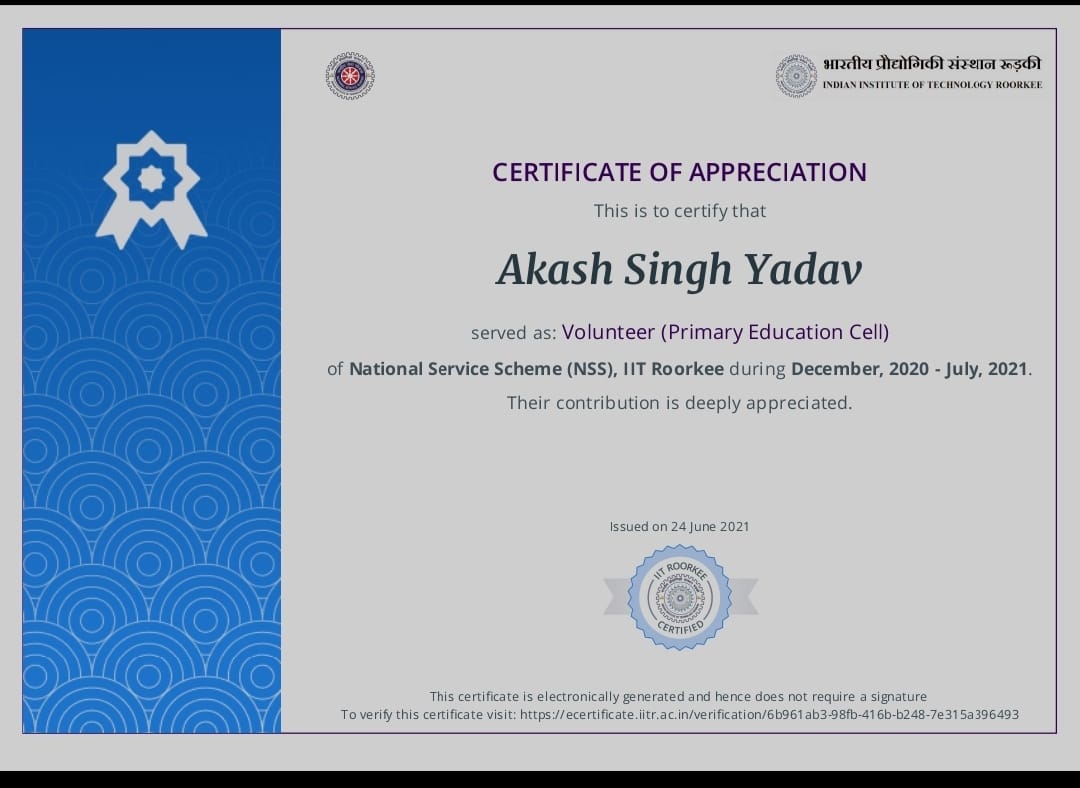 भारतीय प्रौद्योगिकी संस्थान रूड़की
INDIAN INSTITUTE OF TECHNOLOGY ROORKEE
CERTIFICATE OF APPRECIATION
This is to certify that
Akash Singh Yadav
served as: Volunteer (Primary Education Cell)
of National Service Scheme (NSS), IIT Roorkee during December, 2020 - July, 2021.
Their contribution is deeply appreciated.
Issued on 24 June 2021
IIT ROORKEE
CERTIFIED
This certificate is electronically generated and hence does not require a signature
To verify this certificate visit: https://ecertificate.iitr.ac.in/verification/6b961ab3-98fb-416b-b248-7e315a396493